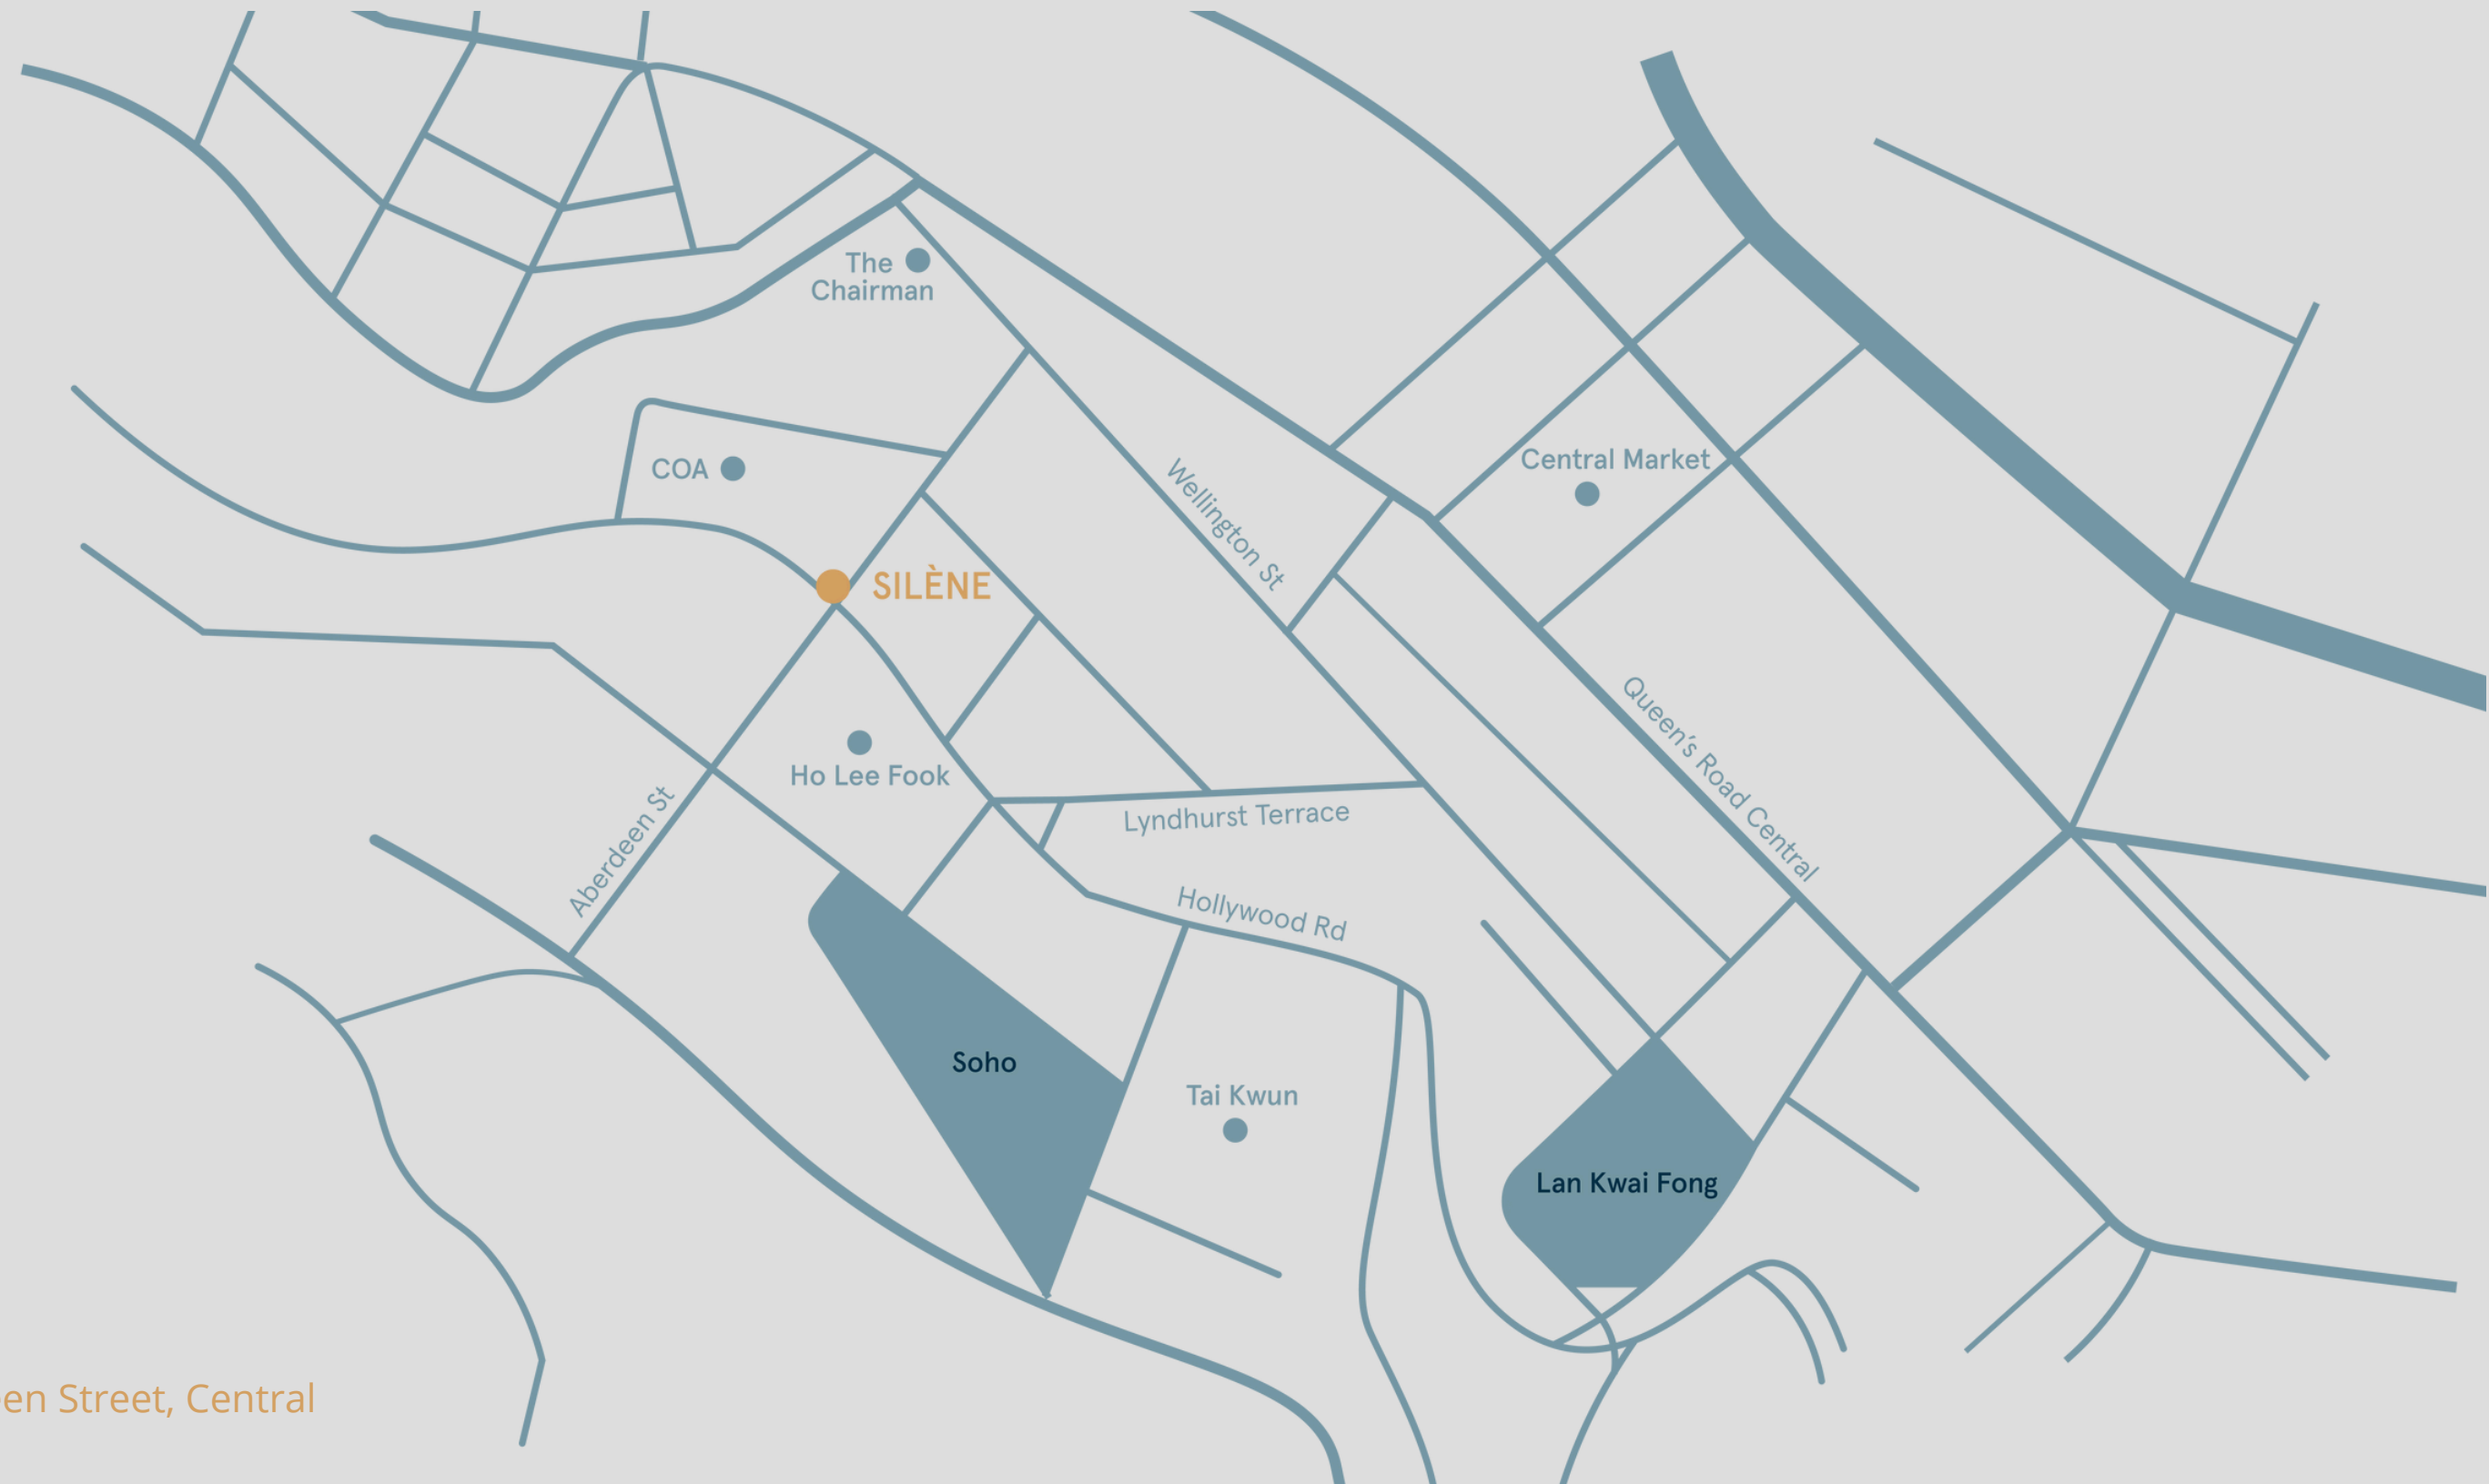 The
Chairman
COA
Central Market
Wellington St
SILÈNE
Queen's Road Central
Ho Lee Fook
Aberdeen St
Lyndhurst Terrace
Hollywood Rd
Soho
Tai Kwun
Lan Kwai Fong
en Street, Central